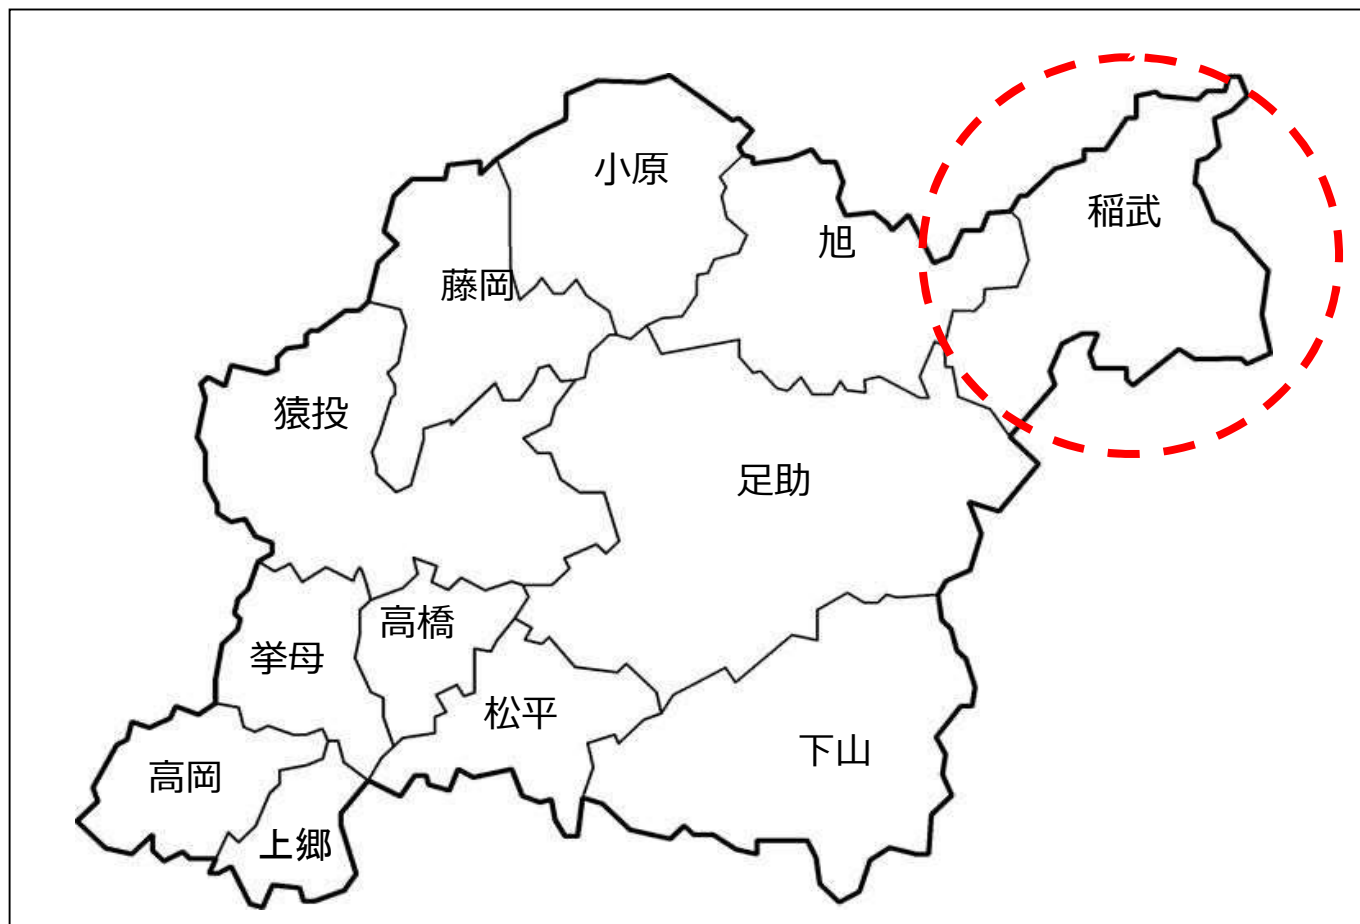 小原
稲武
旭
藤岡
猿投
足助
高橋
挙母
松平
下山
高岡
上郷